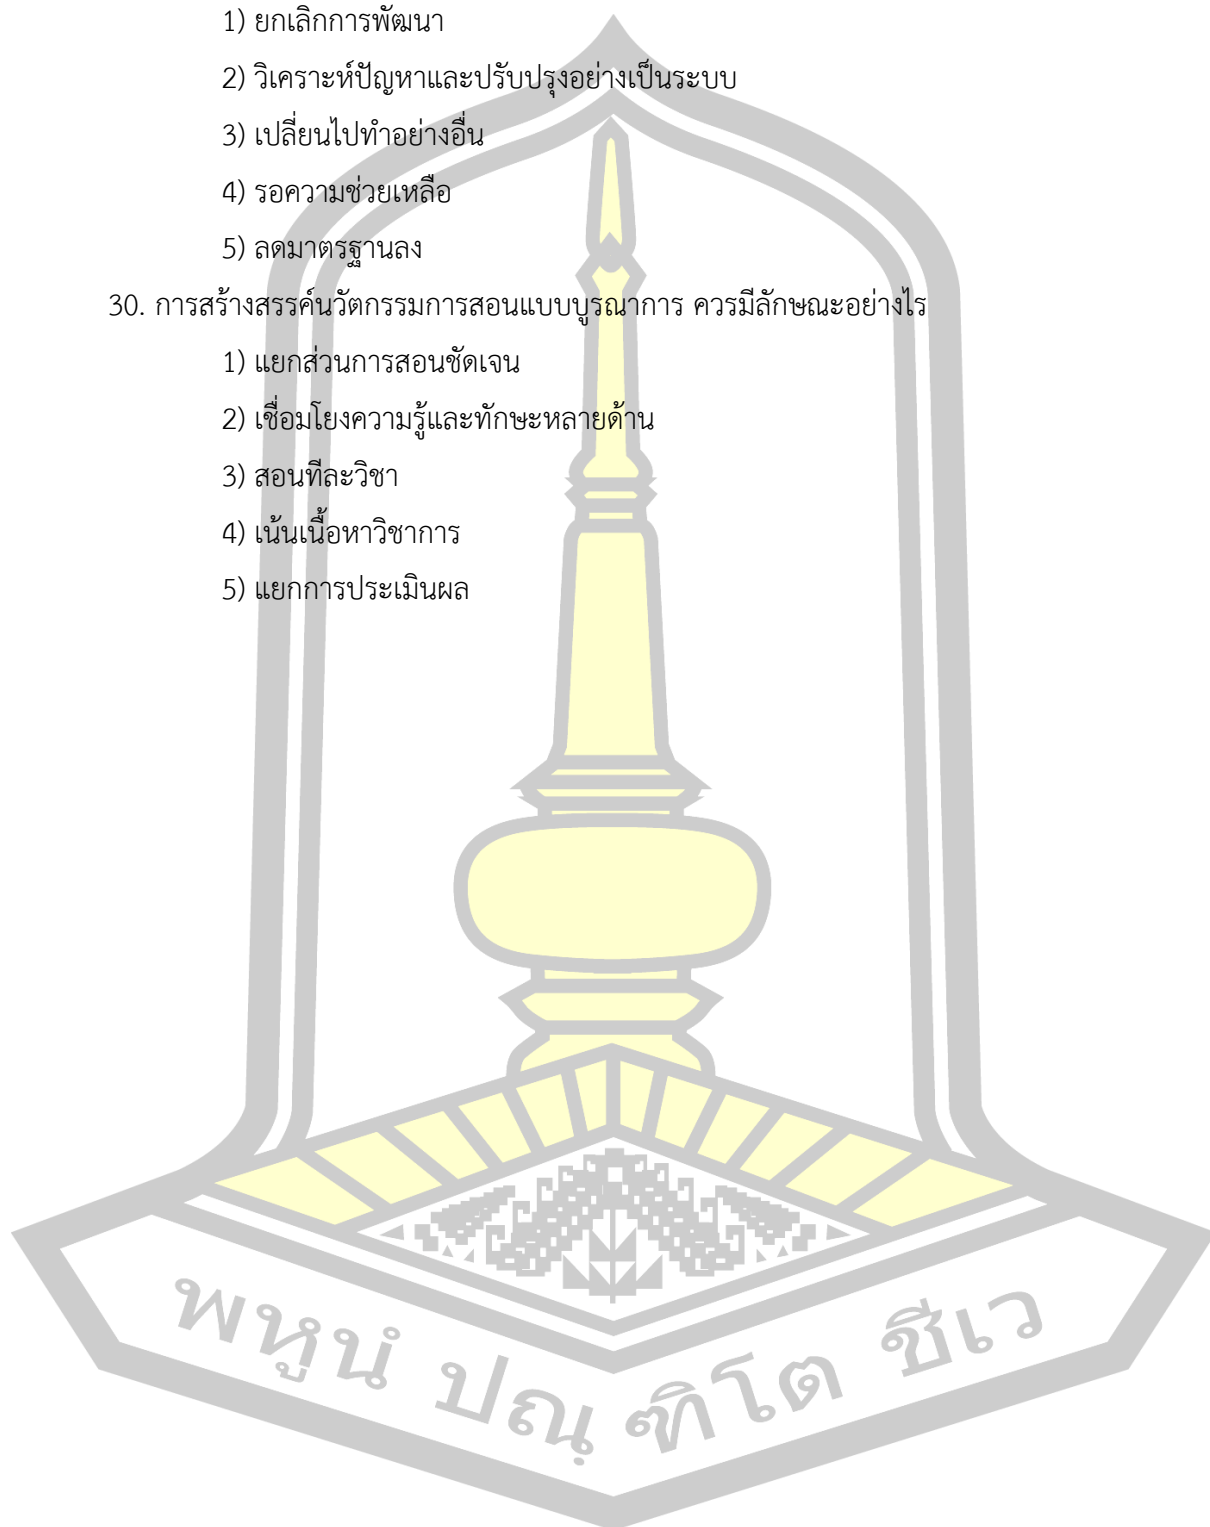 1) ยกเลิกการพัฒนา
2) วิเคราะห์ปัญหาและปรับปรุงอย่างเป็นระบบ
3) เปลี่ยนไปทำอย่างอื่น
4) รอความช่วยเหลือ
5) ลดมาตรฐานลง
30. การสร้างสรรค์นวัตกรรมการสอนแบบบูรณาการ ควรมีลักษณะอย่างไร
1) แยกส่วนการสอนชัดเจน
2) เชื่อมโยงความรู้และทักษะหลายด้าน
3) สอนทีละวิชา
4) เน้นเนื้อหาวิชาการ
5) แยกการประเมินผล
พหูนํ ปณฺฑิโต ชีเว